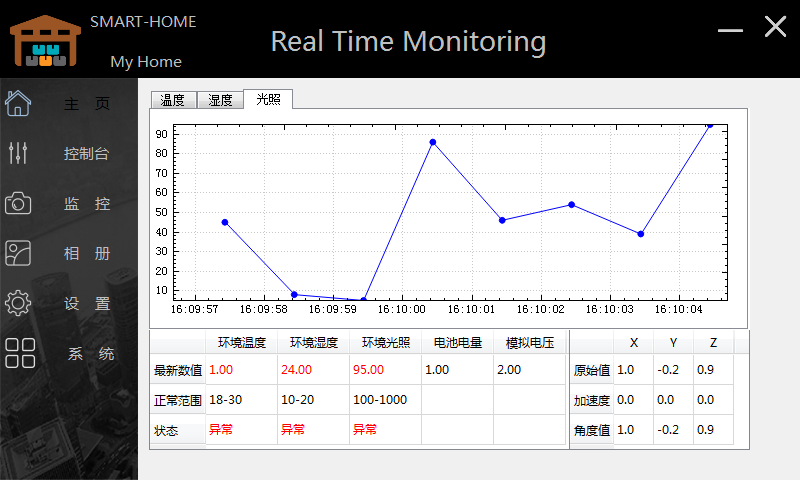 SMART-HOME
My Home
Real Time Monitoring
主 页
控制台
监 控
相 册
设 置
系 统
温度 湿度 光照
90
80
70
60
50
40
30
20
10
16:09:57 16:09:58 16:09:59 16:10:00 16:10:01 16:10:02 16:10:03 16:10:04
环境温度 环境湿度 环境光照 电池电量 模拟电压 X Y Z
最新数值 1.00 24.00 95.00 1.00 2.00 原始值 1.0 -0.2 0.9
正常范围 18-30 10-20 100-1000 加速度 0.0 0.0 0.0
状态 异常 异常 异常 角度值 1.0 -0.2 0.9